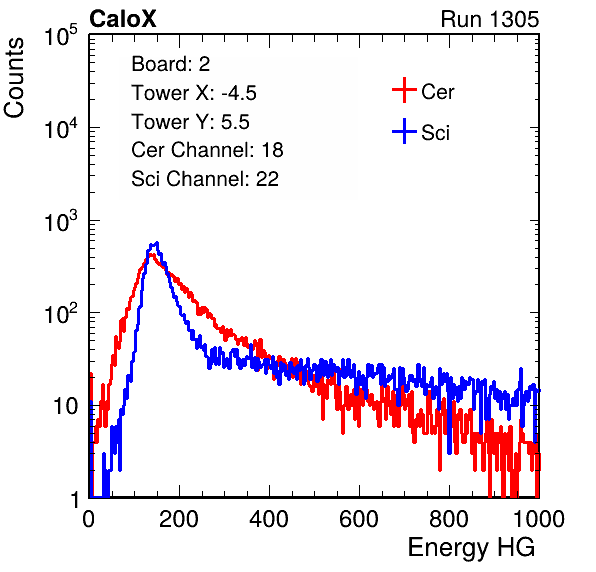 CaloX Run 1305
Counts
10^5
10^4
10^3
10^2
10
1
Board: 2
Tower X: -4.5
Tower Y: 5.5
Cer Channel: 18
Sci Channel: 22
Cer
Sci
0 200 400 600 800 1000
Energy HG